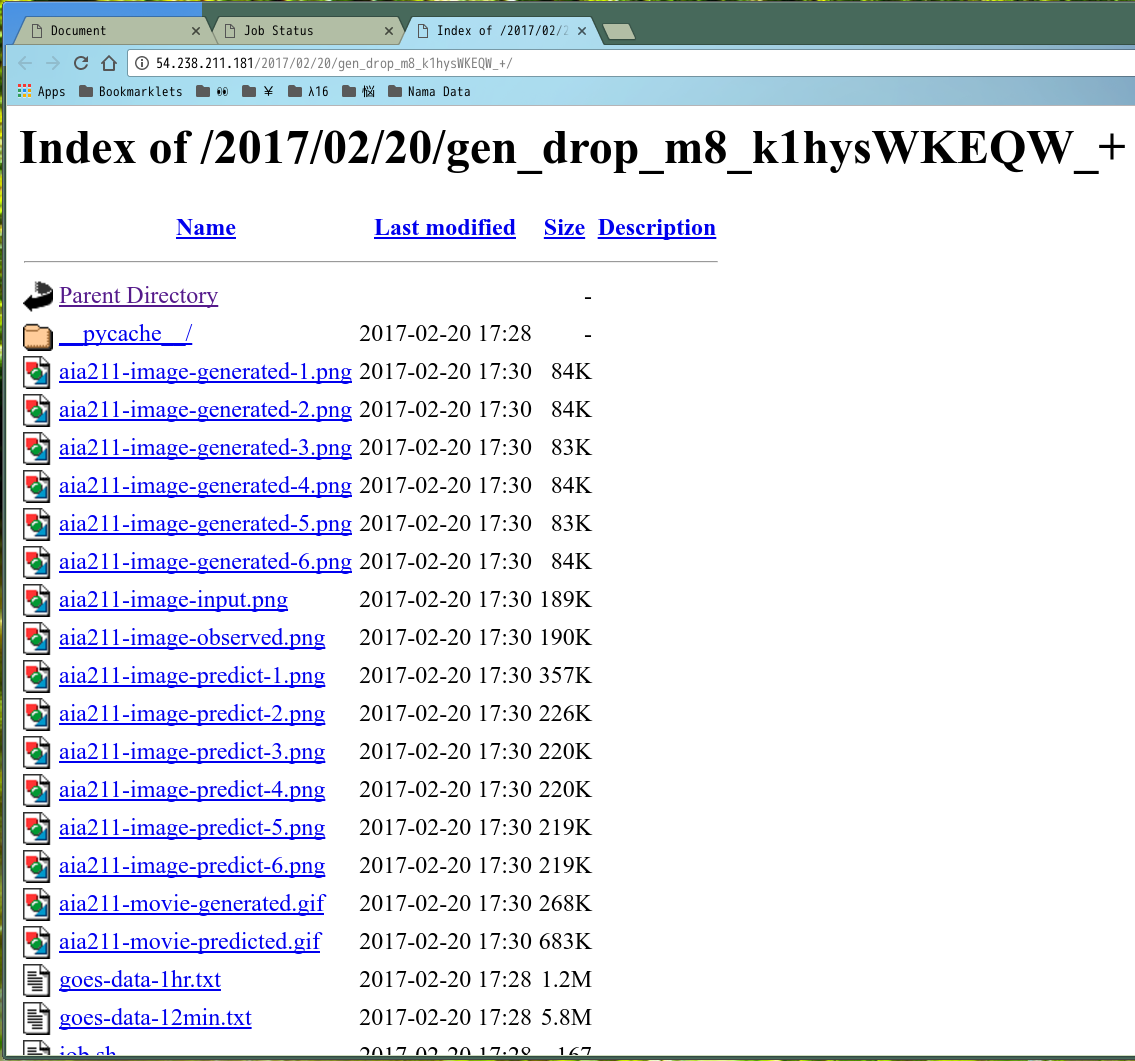 Document
Job Status
Index of /2017/02/2
54.238.211.181/2017/02/20/gen_drop_m8_k1hysWKEQW_+/
Apps Bookmarklets 👀 ¥ λ16 悩 Nama Data
Index of /2017/02/20/gen_drop_m8_k1hysWKEQW_+
Name Last modified Size Description
Parent Directory -
__pycache__/ 2017-02-20 17:28 -
aia211-image-generated-1.png 2017-02-20 17:30 84K
aia211-image-generated-2.png 2017-02-20 17:30 84K
aia211-image-generated-3.png 2017-02-20 17:30 83K
aia211-image-generated-4.png 2017-02-20 17:30 84K
aia211-image-generated-5.png 2017-02-20 17:30 83K
aia211-image-generated-6.png 2017-02-20 17:30 84K
aia211-image-input.png 2017-02-20 17:30 189K
aia211-image-observed.png 2017-02-20 17:30 190K
aia211-image-predict-1.png 2017-02-20 17:30 357K
aia211-image-predict-2.png 2017-02-20 17:30 226K
aia211-image-predict-3.png 2017-02-20 17:30 220K
aia211-image-predict-4.png 2017-02-20 17:30 220K
aia211-image-predict-5.png 2017-02-20 17:30 219K
aia211-image-predict-6.png 2017-02-20 17:30 219K
aia211-movie-generated.gif 2017-02-20 17:30 268K
aia211-movie-predicted.gif 2017-02-20 17:30 683K
goes-data-1hr.txt 2017-02-20 17:28 1.2M
goes-data-12min.txt 2017-02-20 17:28 5.8M
job.sh 2017-02-20 17:28 167